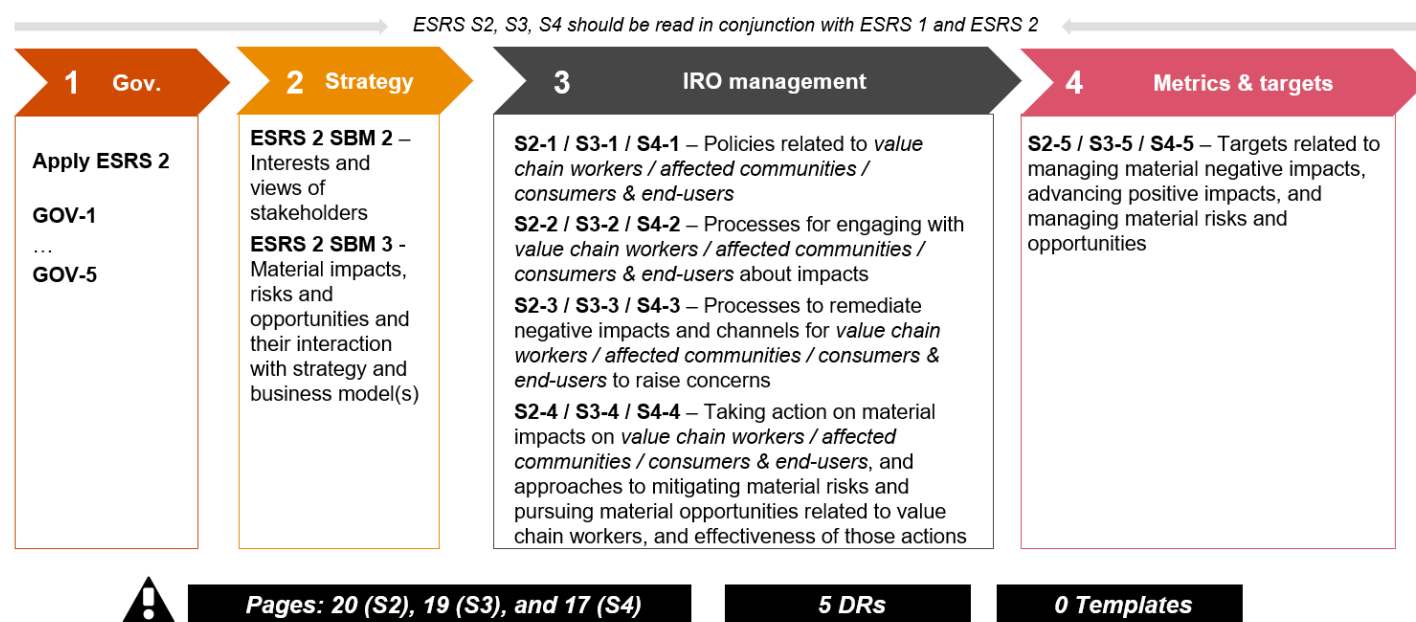 ESRS S2, S3, S4 should be read in conjunction with ESRS 1 and ESRS 2
1 Gov.
Apply ESRS 2
GOV-1
…
GOV-5
2 Strategy
ESRS 2 SBM 2 –
Interests and
views of
stakeholders
ESRS 2 SBM 3 -
Material impacts,
risks and
opportunities and
their interaction
with strategy and
business model(s)
3 IRO management
S2-1 / S3-1 / S4-1 – Policies related to value
chain workers / affected communities /
consumers & end-users
S2-2 / S3-2 / S4-2 – Processes for engaging with
value chain workers / affected communities /
consumers & end-users about impacts
S2-3 / S3-3 / S4-3 – Processes to remediate
negative impacts and channels for value chain
workers / affected communities / consumers &
end-users to raise concerns
S2-4 / S3-4 / S4-4 – Taking action on material
impacts on value chain workers / affected
communities / consumers & end-users, and
approaches to mitigating material risks and
pursuing material opportunities related to value
chain workers, and effectiveness of those actions
4 Metrics & targets
S2-5 / S3-5 / S4-5 – Targets related to
managing material negative impacts,
advancing positive impacts, and
managing material risks and
opportunities
Pages: 20 (S2), 19 (S3), and 17 (S4)
5 DRs
0 Templates